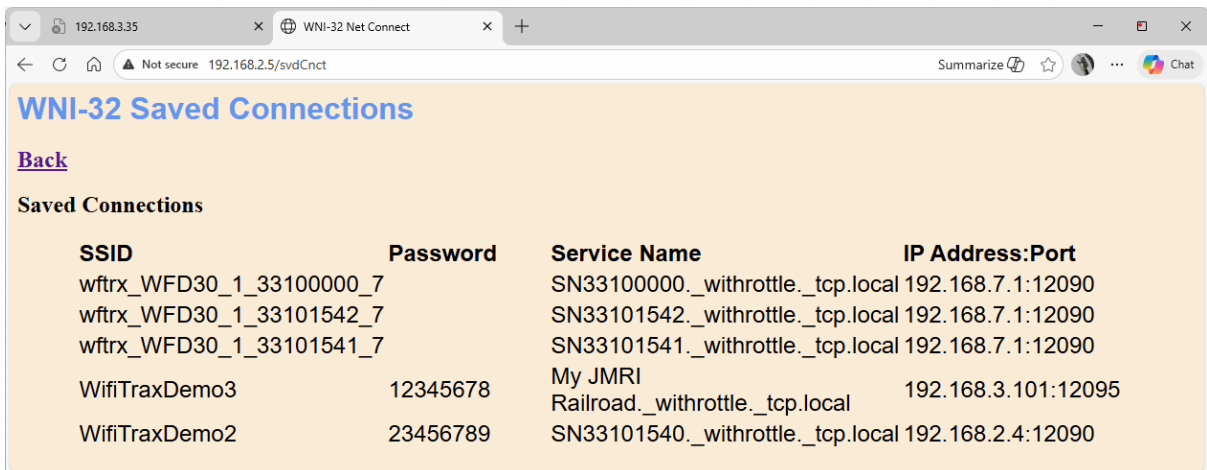 192.168.3.35
WNI-32 Net Connect
Not secure 192.168.2.5/svdCnct
Summarize
Chat
WNI-32 Saved Connections
Back
Saved Connections
SSID Password Service Name IP Address:Port
wftrx_WFD30_1_33100000_7 SN33100000._withrottle._tcp.local 192.168.7.1:12090
wftrx_WFD30_1_33101542_7 SN33101542._withrottle._tcp.local 192.168.7.1:12090
wftrx_WFD30_1_33101541_7 SN33101541._withrottle._tcp.local 192.168.7.1:12090
WifiTraxDemo3 12345678 My JMRI
Railroad._withrottle._tcp.local 192.168.3.101:12095
WifiTraxDemo2 23456789 SN33101540._withrottle._tcp.local 192.168.2.4:12090